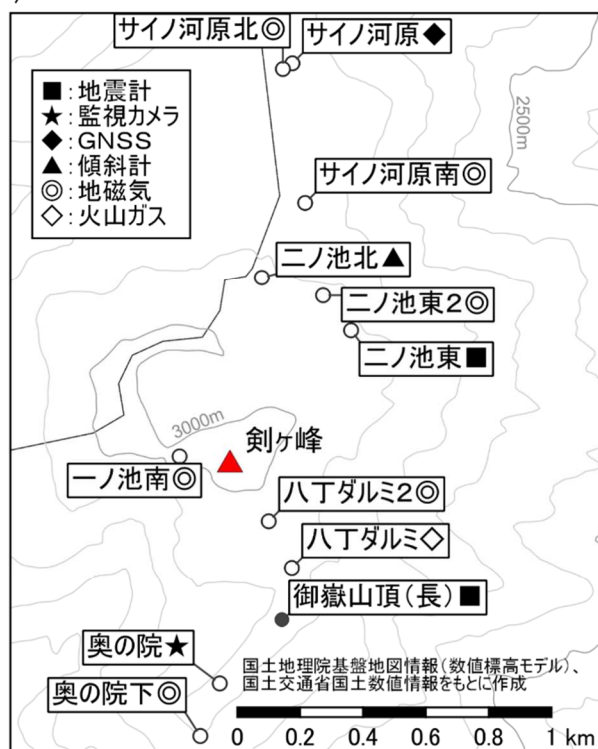 サイノ河原北◎
サイノ河原◆
■：地震計
★：監視カメラ
◆：GNSS
▲：傾斜計
◎：地磁気
◇：火山ガス
2500m
サイノ河原南◎
二ノ池北▲
二ノ池東2◎
二ノ池東■
3000m
剣ヶ峰
一ノ池南◎
八丁ダルミ2◎
八丁ダルミ◇
御嶽山頂(長)■
奥の院★
国土地理院基盤地図情報(数値標高モデル)、
国土交通省国土数値情報をもとに作成
奥の院下◎
0 0.2 0.4 0.6 0.8 1 km